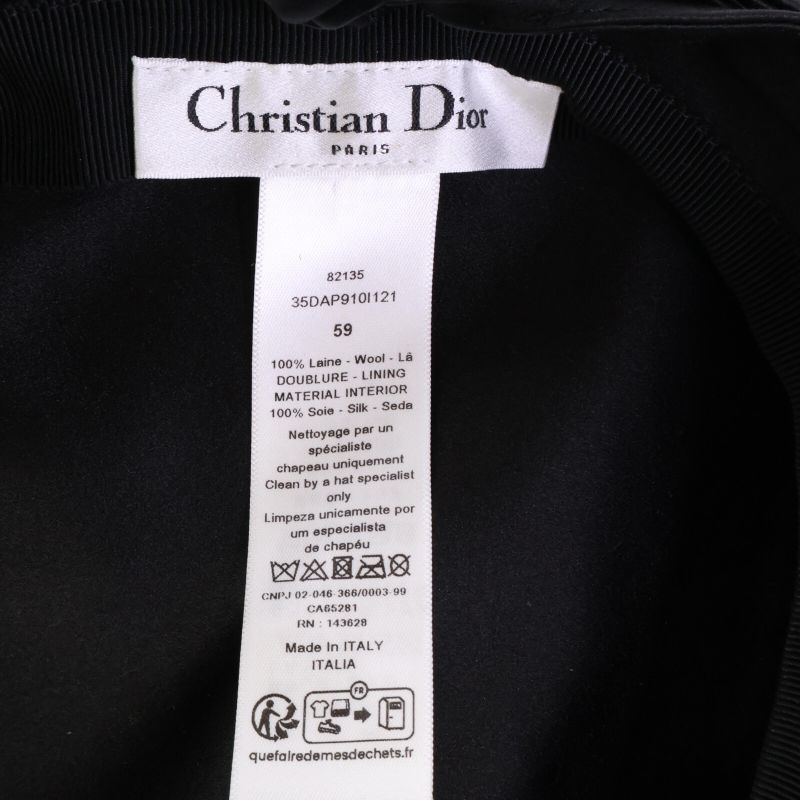 Christian Dior
PARIS
82135
35DAP910I121
59
100% Laine - Wool - Lã
DOUBLURE - LINING
MATERIAL INTERIOR
100% Soie - Silk - Seda
Nettoyage par un
spécialiste
chapeau uniquement
Clean by a hat specialist
only
Limpeza unicamente por
um especialista
de chapéu
CNPJ 02-046-366/0003-99
CA65281
RN : 143628
Made In ITALY
ITALIA
FR
quefairedemesdechets.fr